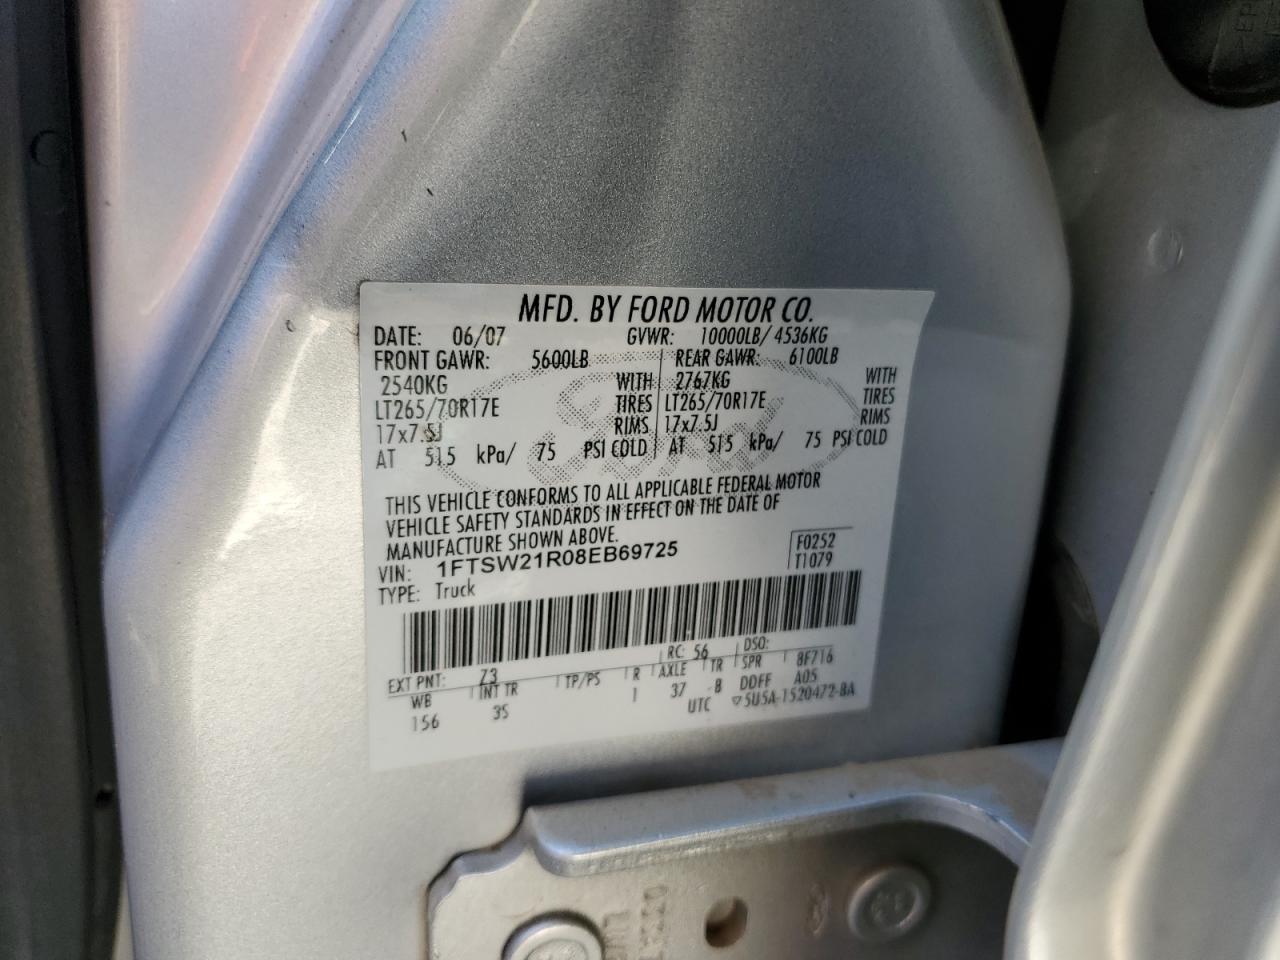 MFD. BY FORD MOTOR CO.
DATE: 06/07 GVWR: 10000LB/ 4536KG
FRONT GAWR: 5600LB REAR GAWR: 6100LB
2540KG WITH 2767KG WITH
LT265/70R17E TIRES LT265/70R17E TIRES
17x7.5J RIMS 17x7.5J RIMS
AT 515 kPa/ 75 PSI COLD AT 515 kPa/ 75 PSI COLD
Ford
THIS VEHICLE CONFORMS TO ALL APPLICABLE FEDERAL MOTOR
VEHICLE SAFETY STANDARDS IN EFFECT ON THE DATE OF
MANUFACTURE SHOWN ABOVE.
VIN: 1FTSW21R08EB69725 F0252
TYPE: Truck T1079
EXT PNT: Z3 RC: 56 DSO:
WB INT TR TP/PS R AXLE TR SPR 8F716
156 3S 1 37 B DDFF A05
UTC ▽5U5A-1520472-BA